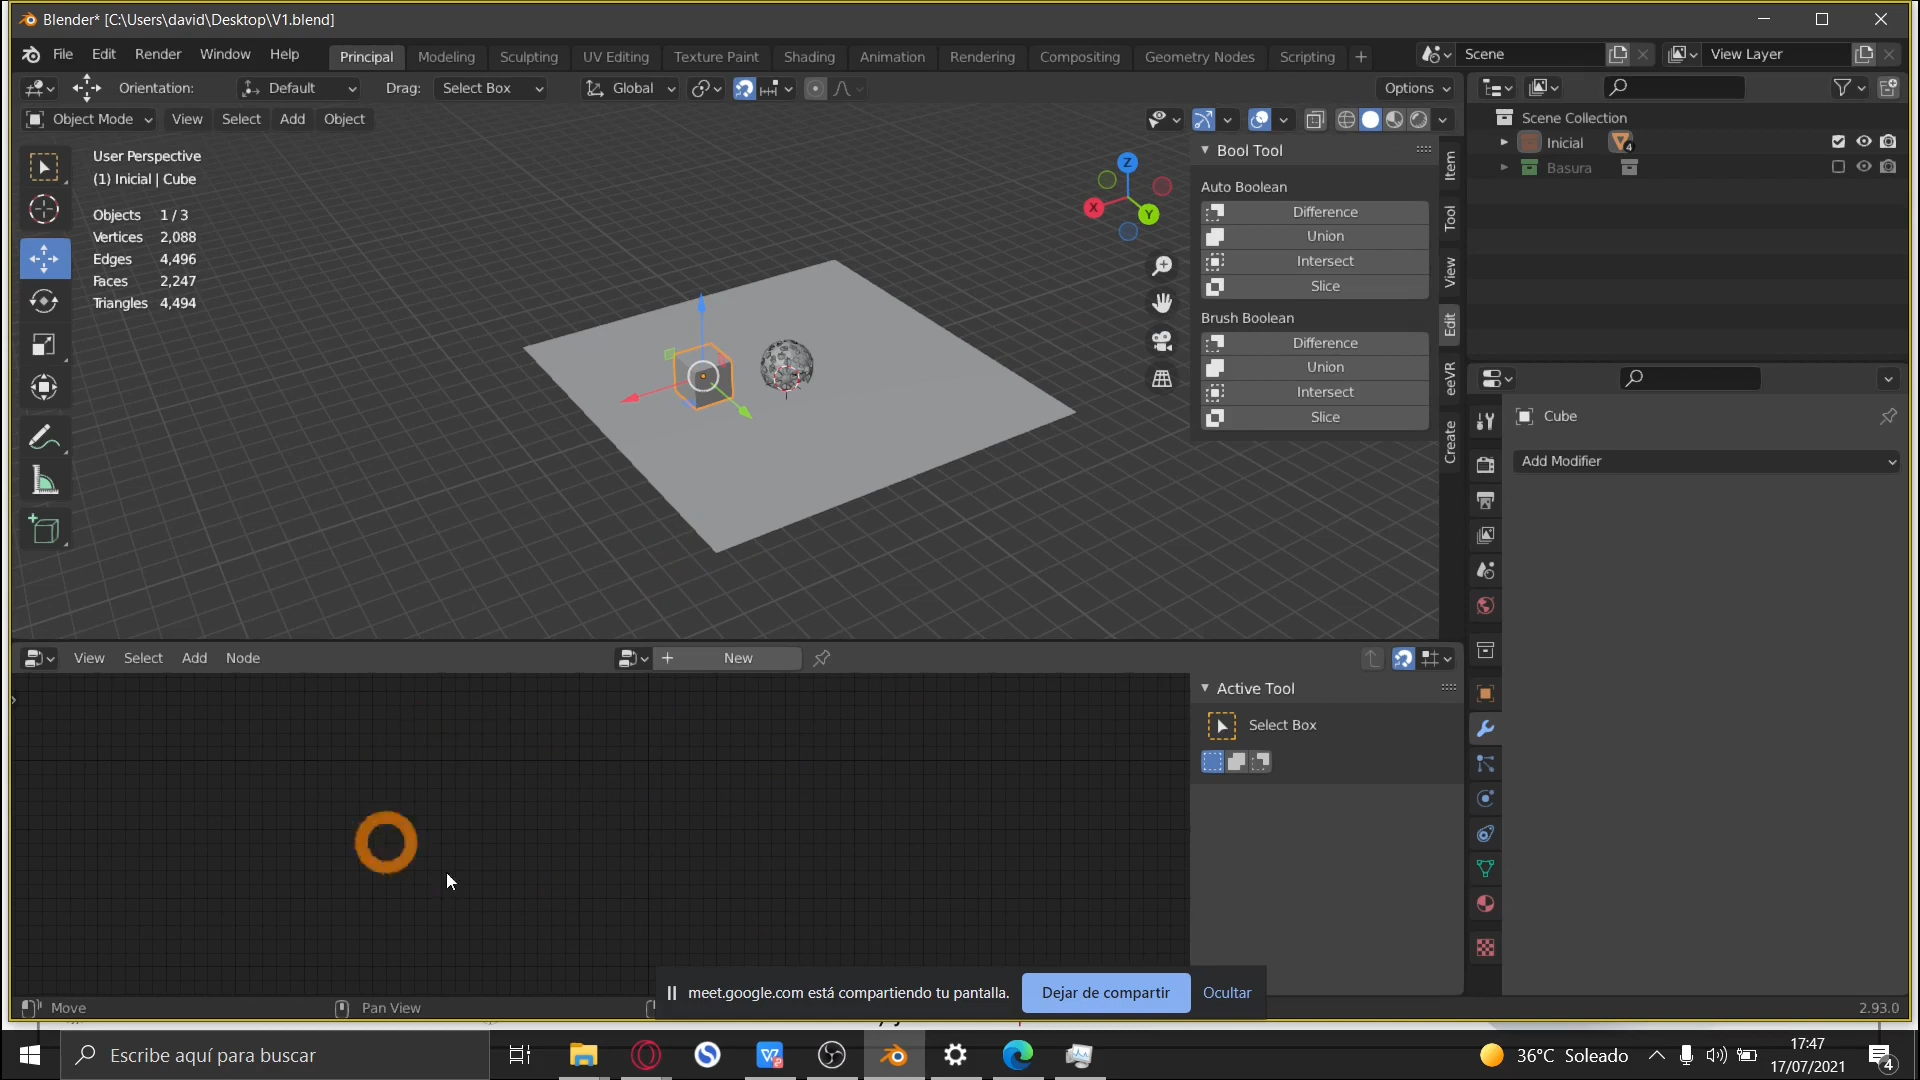 Blender* [C:\Users\david\Desktop\V1.blend]
File Edit Render Window Help
Principal Modeling Sculpting UV Editing Texture Paint Shading Animation Rendering Compositing Geometry Nodes Scripting +
Scene
View Layer
Orientation: Default Drag: Select Box Global Options
Object Mode View Select Add Object
User Perspective
(1) Inicial | Cube
Objects 1 / 3
Vertices 2,088
Edges 4,496
Faces 2,247
Triangles 4,494
Z
X
Y
Bool Tool
Auto Boolean
Difference
Union
Intersect
Slice
Brush Boolean
Difference
Union
Intersect
Slice
Item
Tool
View
Edit
eeVR
Create
Scene Collection
Inicial 4
Basura
Cube
Add Modifier
View Select Add Node + New
Active Tool
Select Box
Move
Pan View
2.93.0
meet.google.com está compartiendo tu pantalla. Dejar de compartir Ocultar
Escribe aquí para buscar
36°C Soleado
17:47
17/07/2021
4